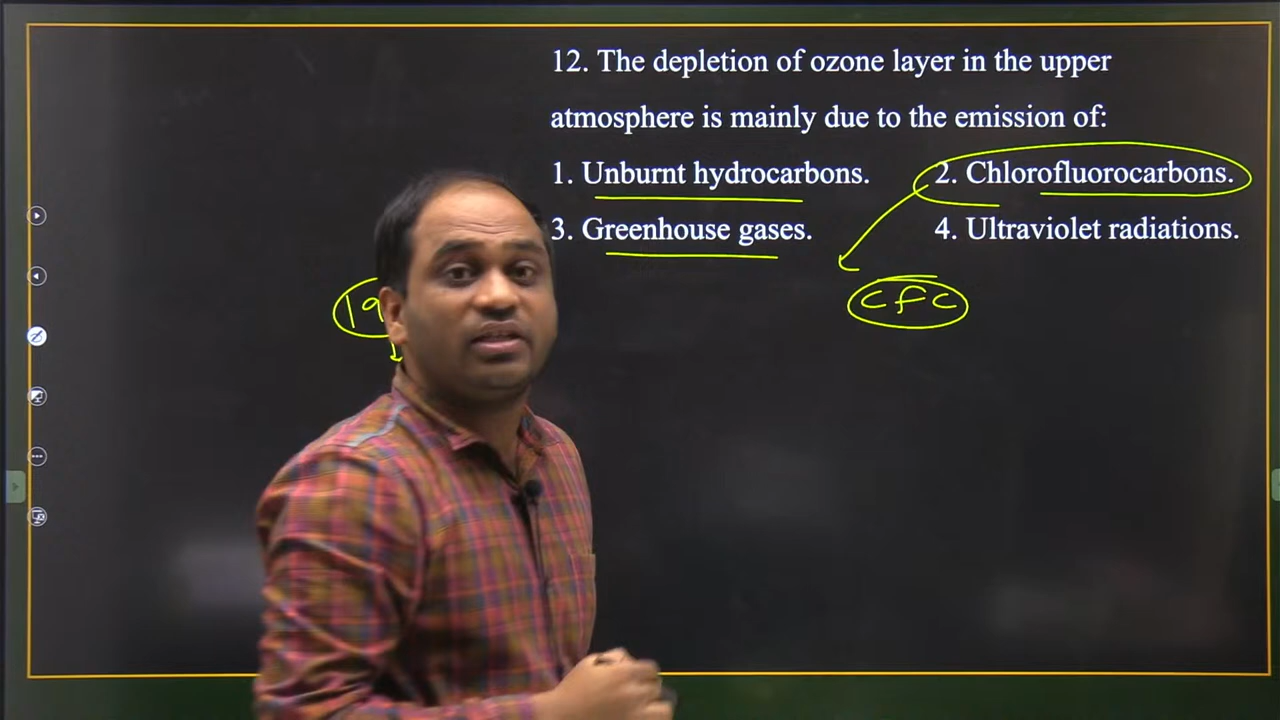 12. The depletion of ozone layer in the upper
atmosphere is mainly due to the emission of:
1. Unburnt hydrocarbons. 2. Chlorofluorocarbons.
3. Greenhouse gases. 4. Ultraviolet radiations.
CFC